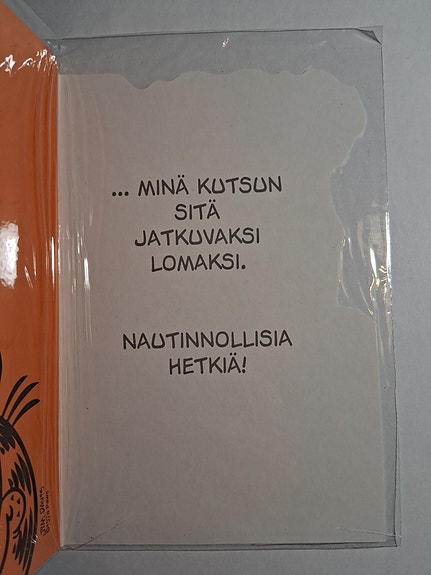 ... MINÄ KUTSUN
SITÄ
JATKUVAKSI
LOMAKSI.
NAUTINNOLLISIA
HETKIÄ!